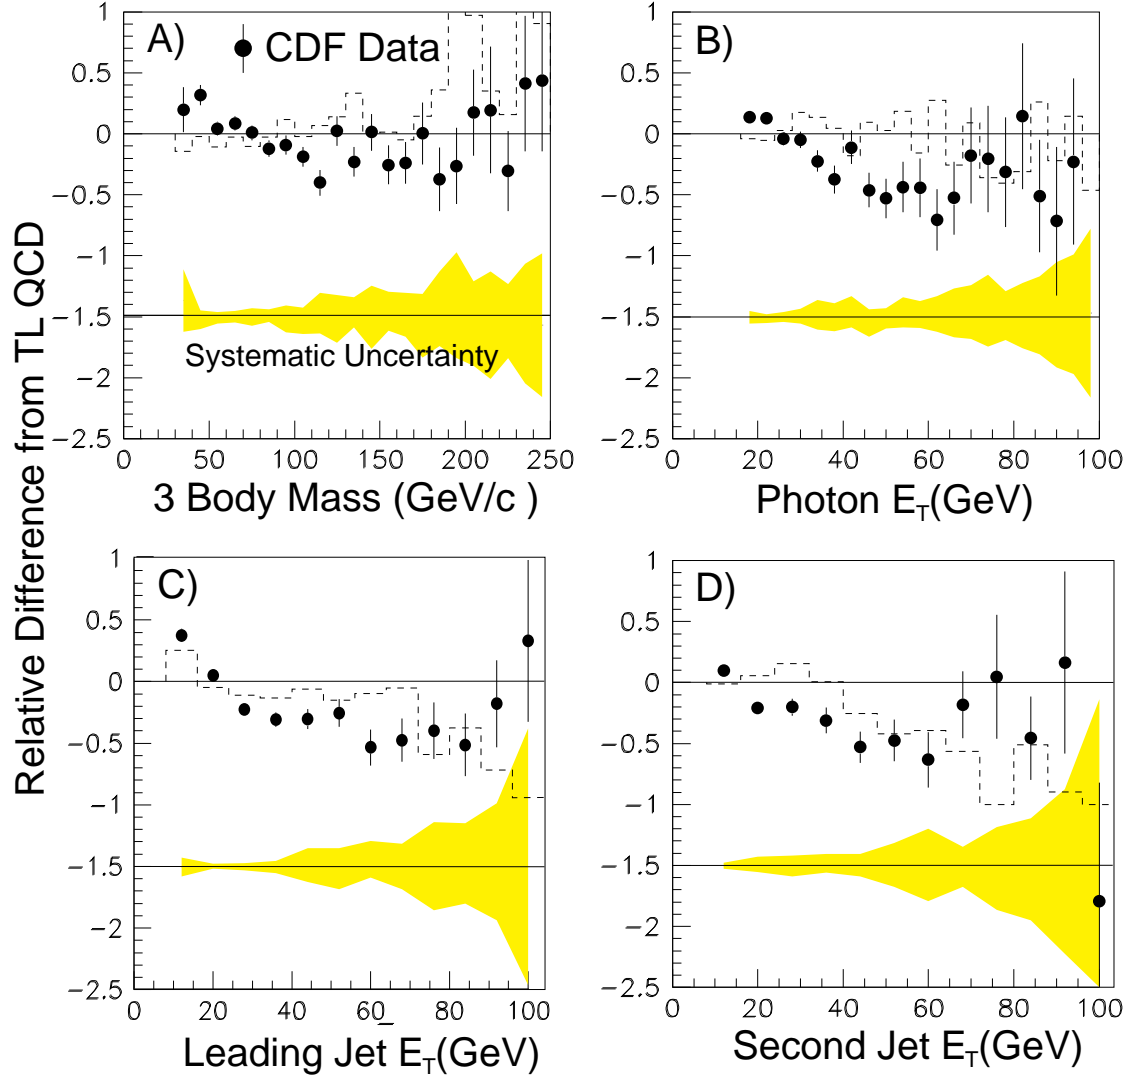 Relative Difference from TL QCD
A)
CDF Data
1
0.5
0
−0.5
−1
−1.5
−2
−2.5
Systematic Uncertainty
0 50 100 150 200 250
3 Body Mass (GeV/c )
B)
1
0.5
0
−0.5
−1
−1.5
−2
−2.5
0 20 40 60 80 100
Photon ET(GeV)
C)
1
0.5
0
−0.5
−1
−1.5
−2
−2.5
0 20 40 60 80 100
Leading Jet ET(GeV)
D)
1
0.5
0
−0.5
−1
−1.5
−2
−2.5
0 20 40 60 80 100
Second Jet ET(GeV)